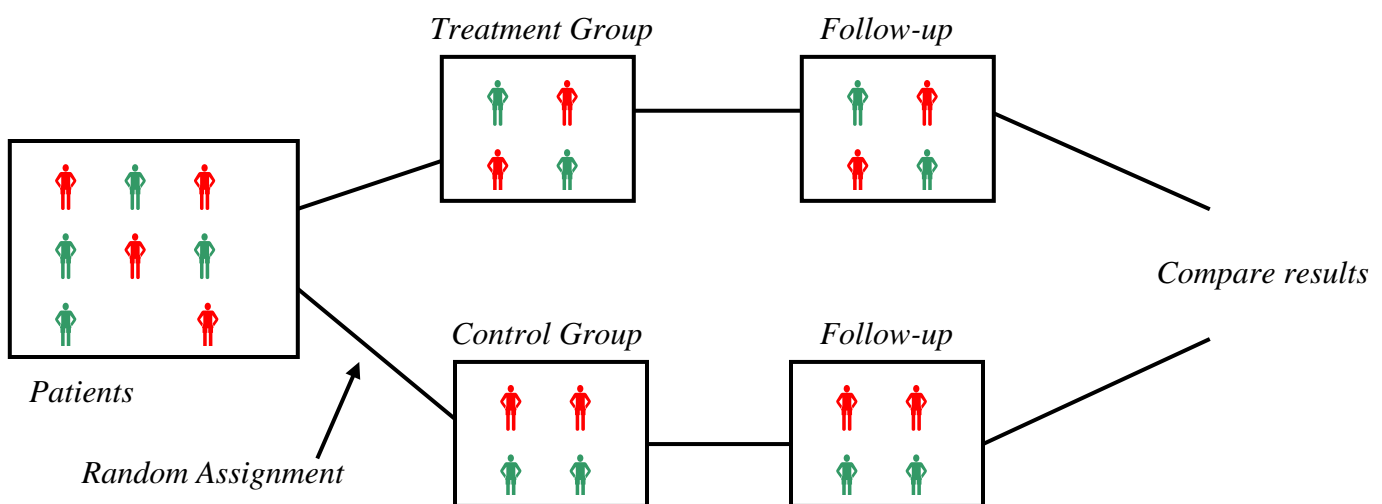 Treatment Group
Follow-up
Compare results
Control Group
Follow-up
Patients
Random Assignment